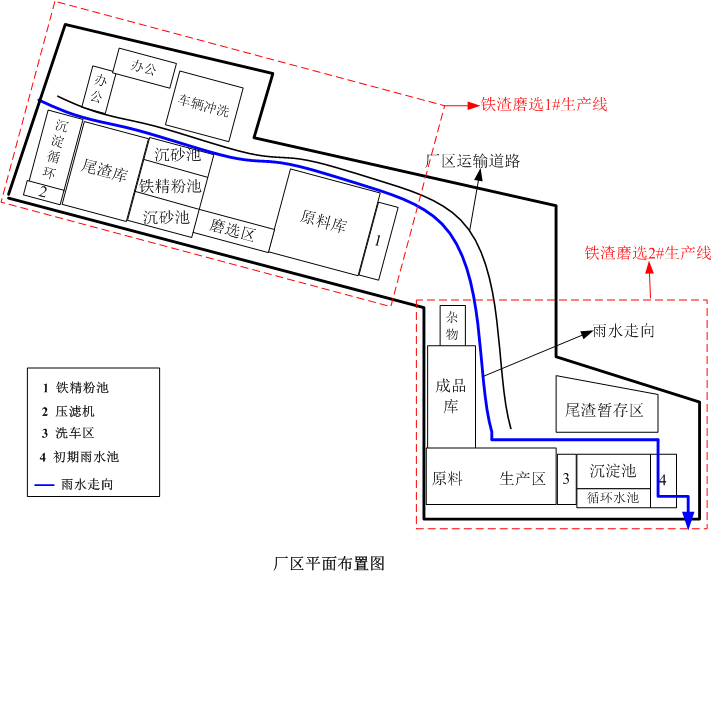 铁渣磨选1#生产线
办公
办
公
车辆冲洗
沉
淀
循
环
2
尾渣库
沉砂池
铁精粉池
沉砂池
磨选区
原料库
1
厂区运输道路
铁渣磨选2#生产线
杂
物
雨水走向
成品
库
尾渣暂存区
原料
生产区
3
沉淀池
循环水池
4
1 铁精粉池
2 压滤机
3 洗车区
4 初期雨水池
雨水走向
厂区平面布置图